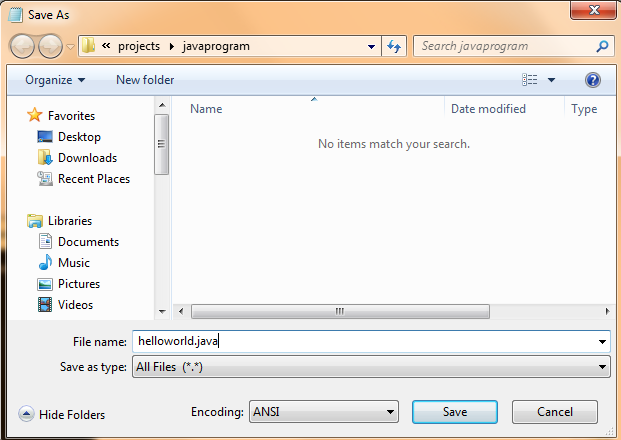 Save As
« projects javaprogram
Search javaprogram
Organize New folder
?
Name Date modified Type
No items match your search.
Favorites
Desktop
Downloads
Recent Places
Libraries
Documents
Music
Pictures
Videos
File name: helloworld.java
Save as type: All Files (*.*)
Hide Folders Encoding: ANSI Save Cancel